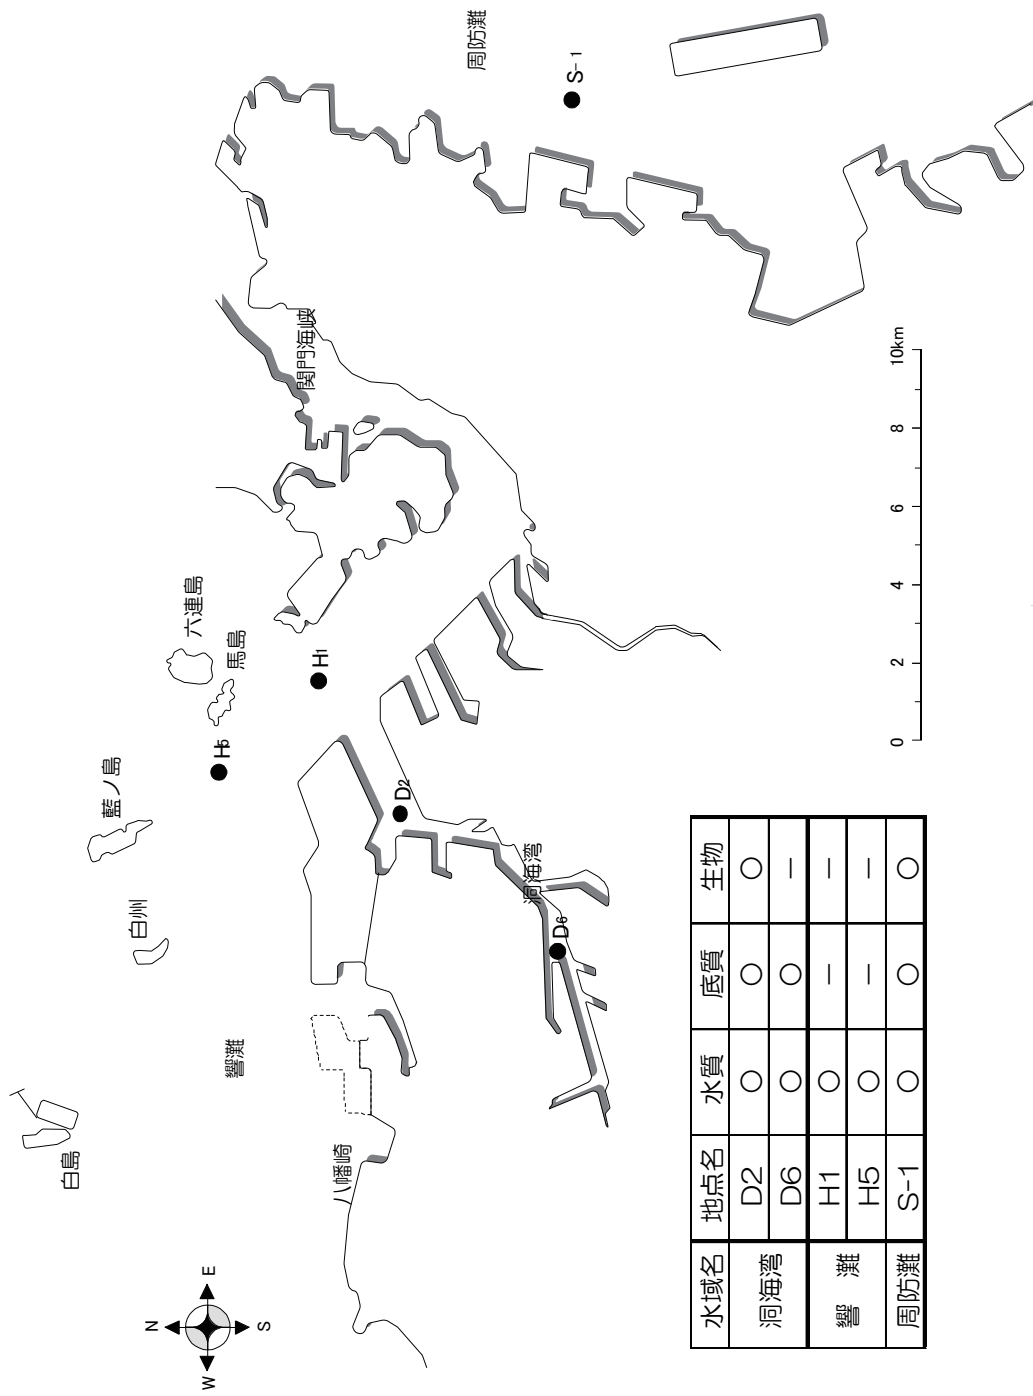 白島
響灘
白州
藍ノ島
六連島
馬島
H5
H1
関門海峡
周防灘
S-1
D2
洞海湾
D6
八幡崎
N
W E
S
0 2 4 6 8 10km
水域名 地点名 水質 底質 生物
洞海湾 D2 ○ ○ ○
D6 ○ ○ －
響 灘 H1 ○ － －
H5 ○ － －
周防灘 S-1 ○ ○ ○